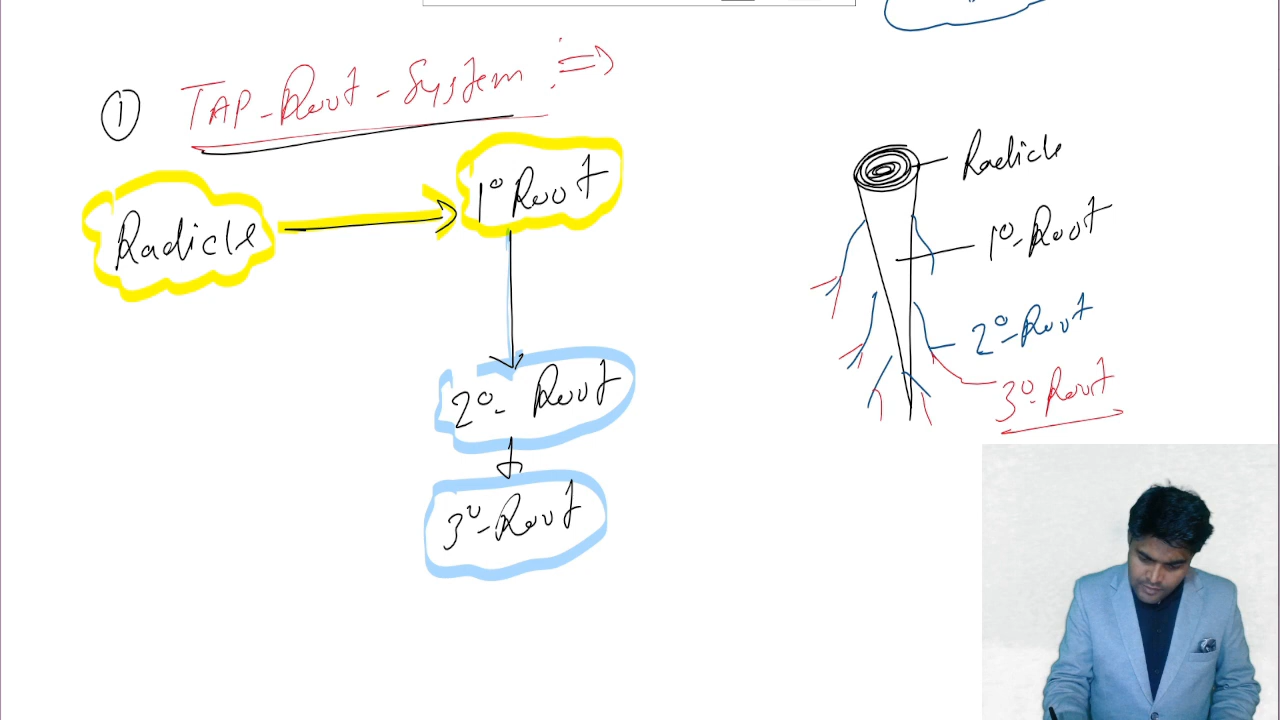 ① TAP-Root-System :⇒
Radicle → 1° Root
2°- Root
3°-Root
Radicle
1°-Root
2°-Root
3°-Root